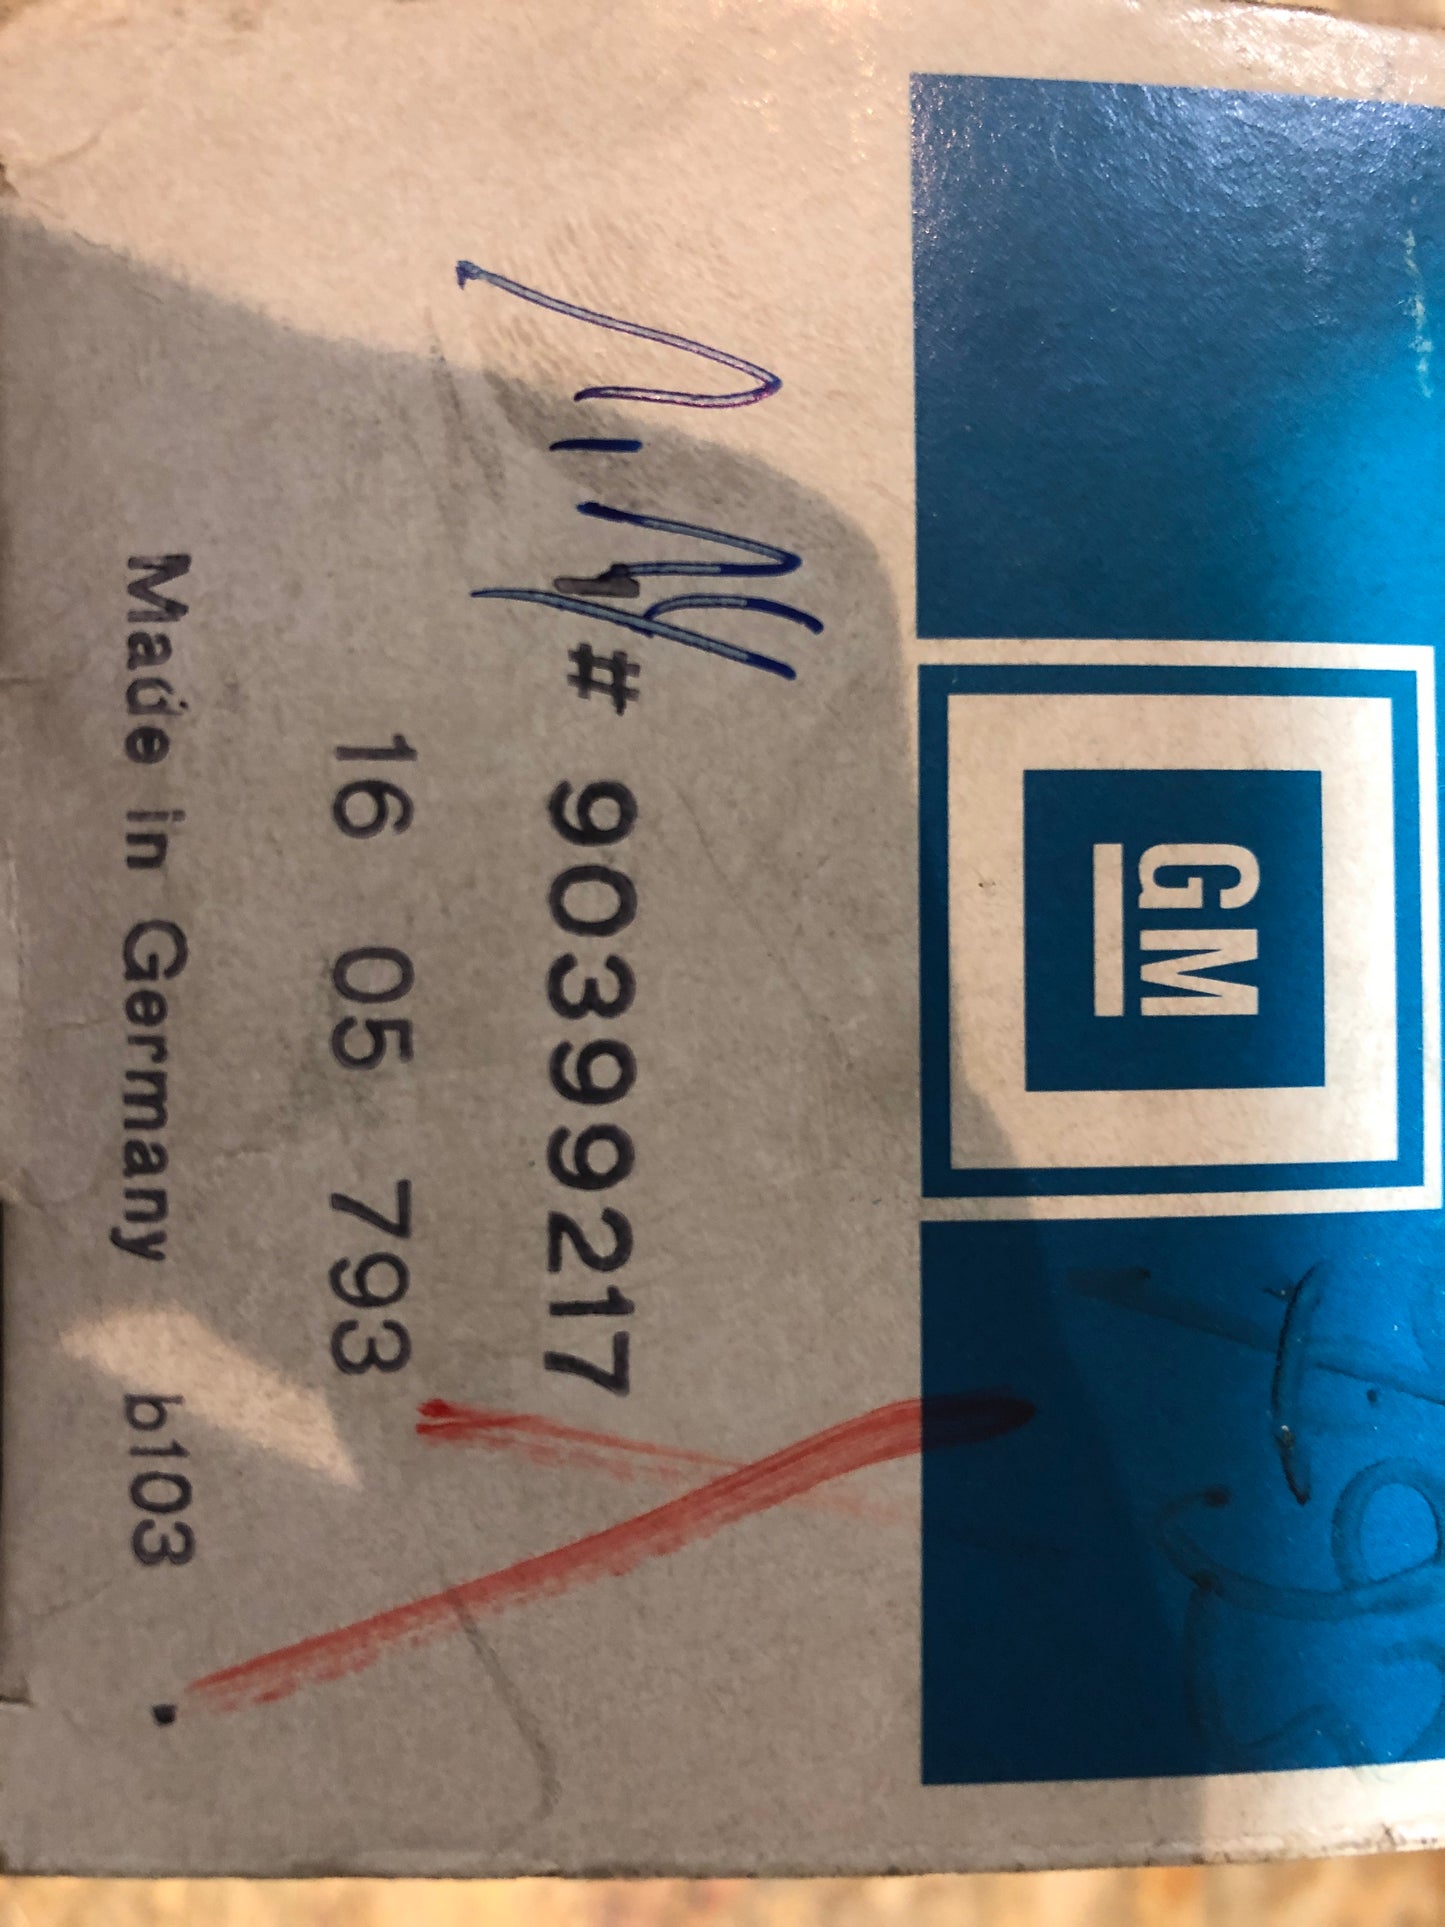 GM
# 90399217
16 05 793
Made in Germany b103